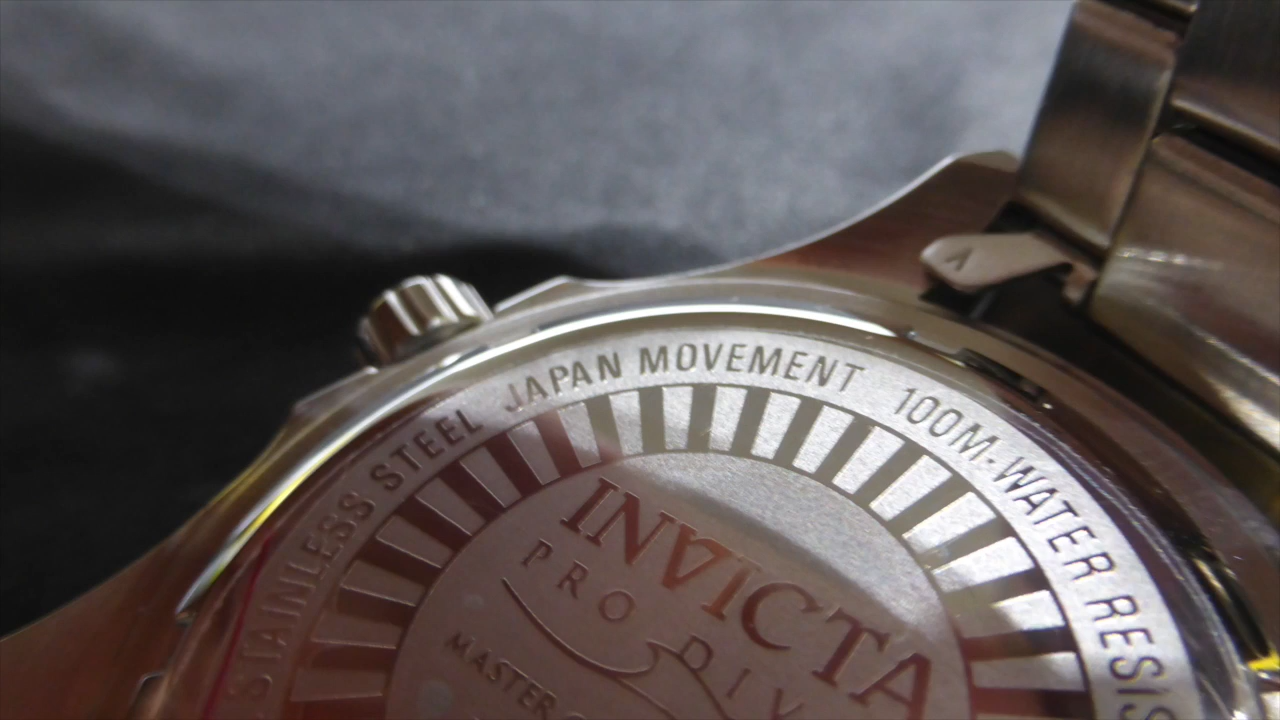 STAINLESS STEEL JAPAN MOVEMENT 100M-WATER RESIS
INVICTA
PRO DIV
MASTER
A